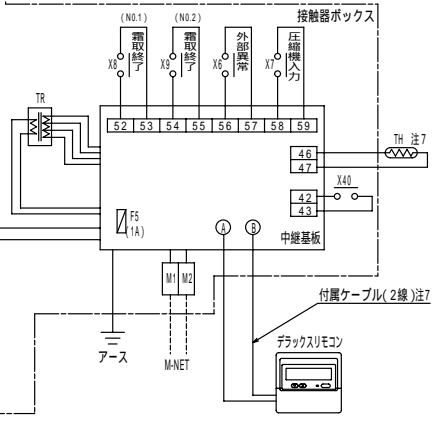 接触器ボックス
(NO.1)
(NO.2)
霜取終了
霜取終了
外部異常
圧縮機入力
X8
X9
X6
X7
TR
52 53 54 55 56 57 58 59
46
47
TH 注7
X40
42
43
F5
(1A)
A
B
中継基板
M1 M2
付属ケーブル(2線)注7
アース
M-NET
デラックスリモコン